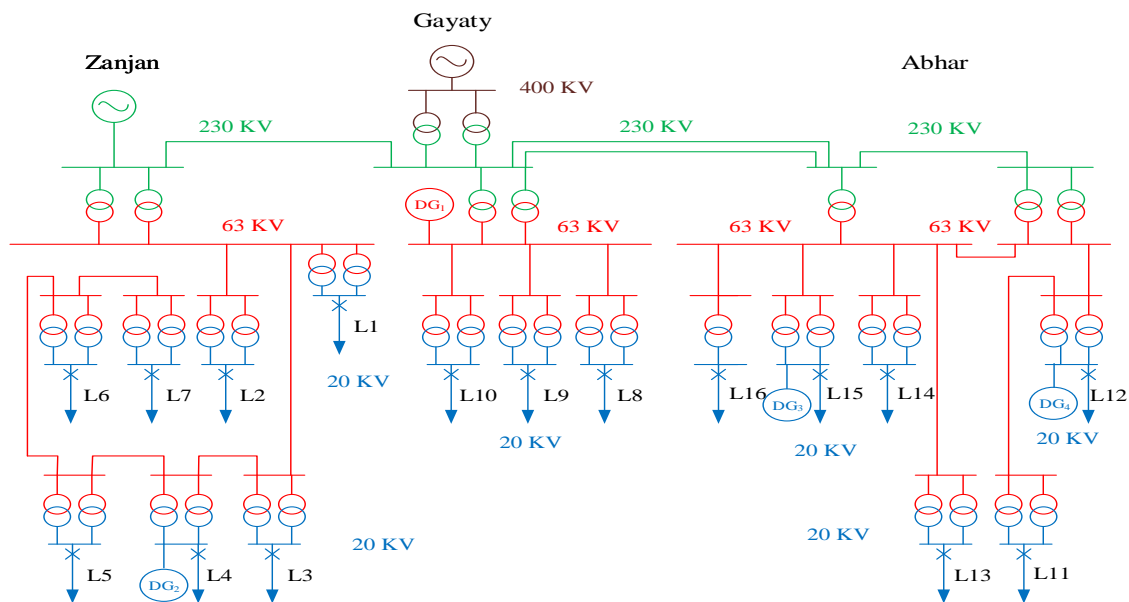 Gayaty
Zanjan
Abhar
400 KV
230 KV
230 KV
230 KV
DG1
63 KV
63 KV
63 KV
63 KV
L1
20 KV
L6
L7
L2
L10
L9
L8
L16
DG3
L15
L14
DG4
L12
20 KV
20 KV
20 KV
20 KV
20 KV
L5
DG2
L4
L3
L13
L11